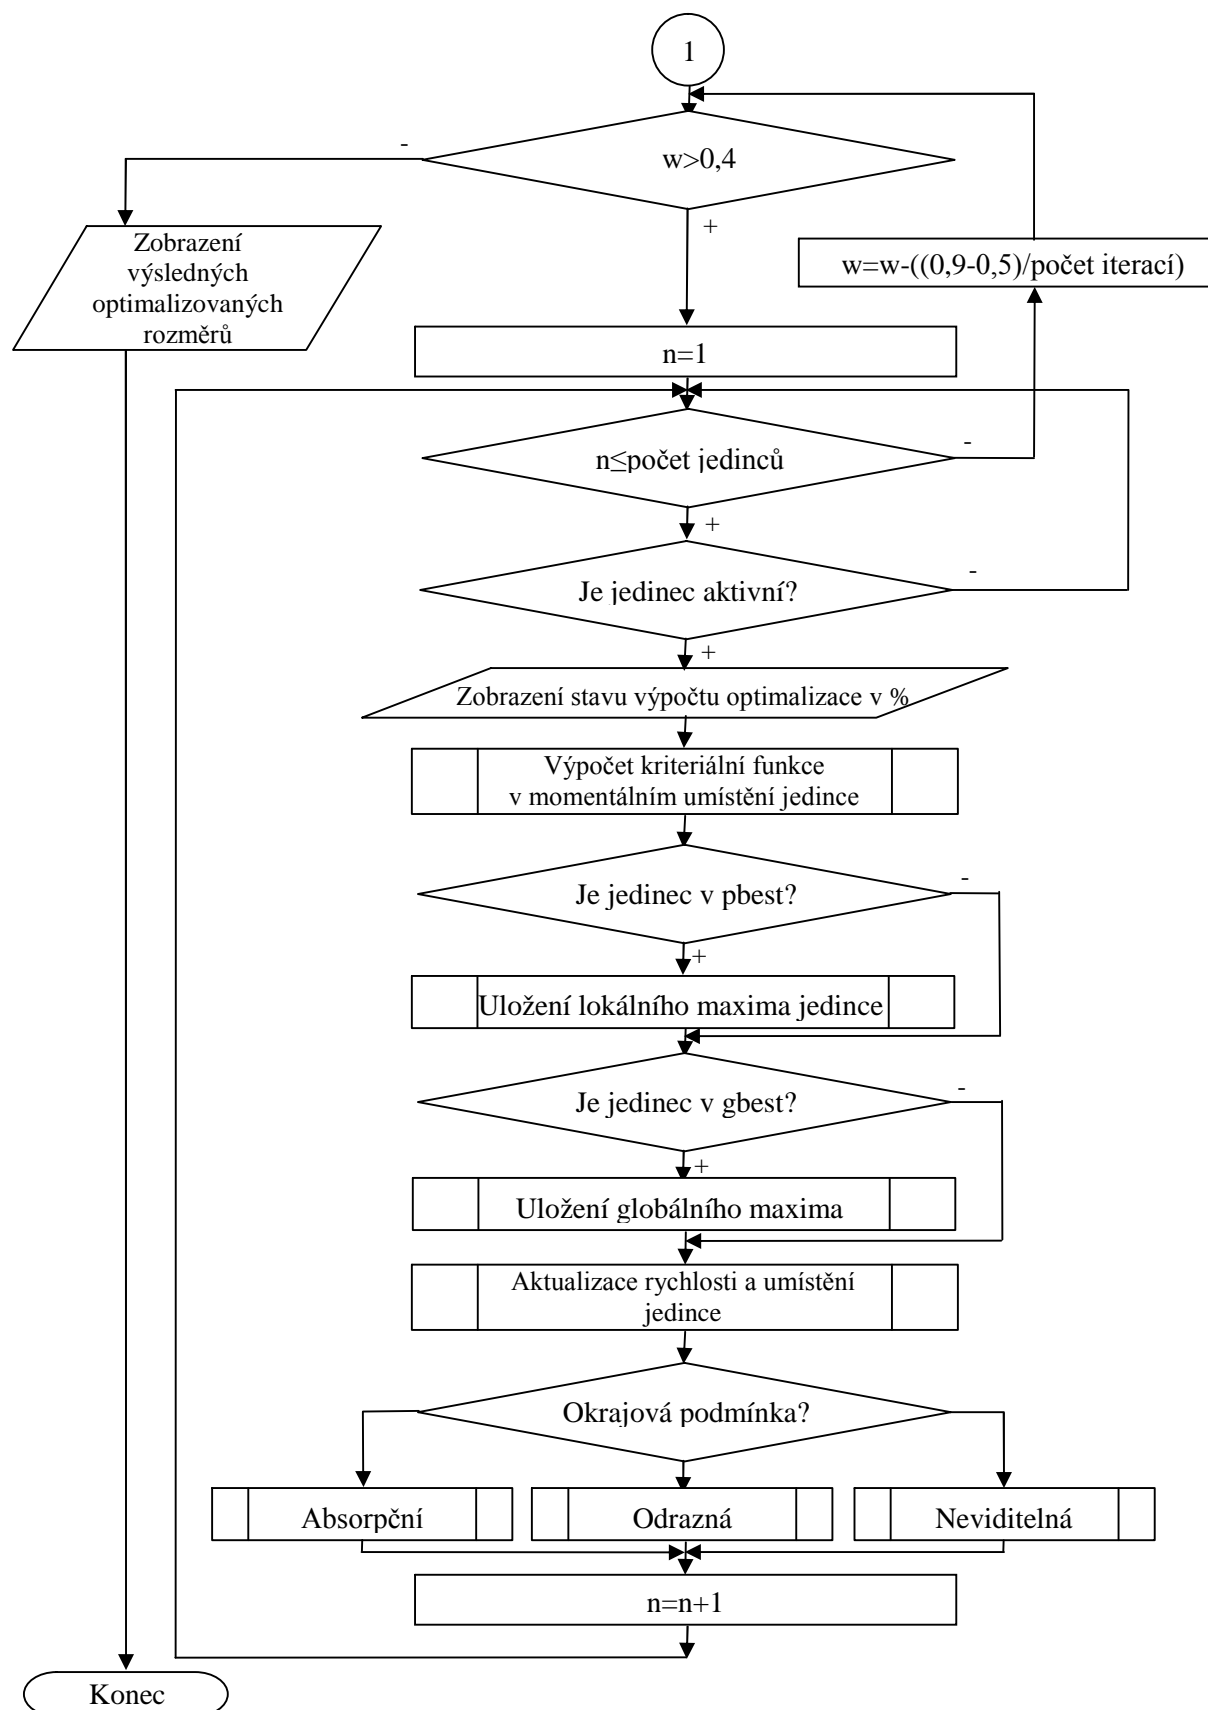 1
w>0,4
-
+
Zobrazení
výsledných
optimalizovaných
rozměrů
w=w-((0,9-0,5)/počet iterací)
n=1
n≤počet jedinců
-
+
Je jedinec aktivní?
-
+
Zobrazení stavu výpočtu optimalizace v %
Výpočet kriteriální funkce
v momentálním umístění jedince
Je jedinec v pbest?
-
+
Uložení lokálního maxima jedince
Je jedinec v gbest?
-
+
Uložení globálního maxima
Aktualizace rychlosti a umístění
jedince
Okrajová podmínka?
Absorpční
Odrazná
Neviditelná
n=n+1
Konec